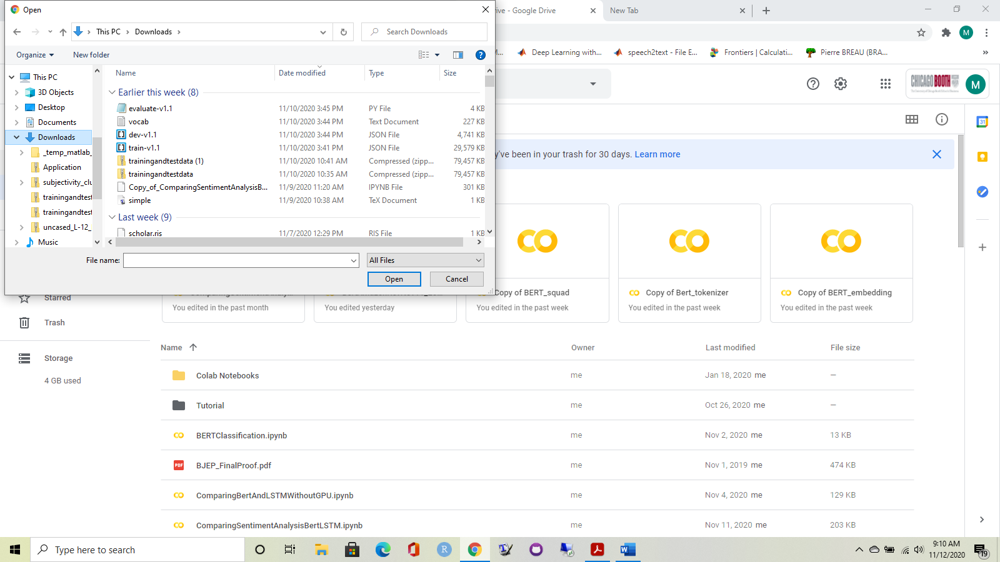 Open
This PC > Downloads >
Search Downloads
Organize
New folder
This PC
3D Objects
Desktop
Documents
Downloads
_temp_matlab_
Application
subjectivity_clu
trainingandtest
trainingandtest
uncased_L-12_
Music
Name Date modified Type Size
Earlier this week (8)
evaluate-v1.1 11/10/2020 3:45 PM PY File 4 KB
vocab 11/10/2020 3:44 PM Text Document 227 KB
dev-v1.1 11/10/2020 3:44 PM JSON File 4,741 KB
train-v1.1 11/10/2020 3:41 PM JSON File 29,579 KB
trainingandtestdata (1) 11/10/2020 10:41 AM Compressed (zipp... 79,457 KB
trainingandtestdata 11/10/2020 10:35 AM Compressed (zipp... 79,457 KB
Copy_of_ComparingSentimentAnalysisB... 11/9/2020 11:20 AM IPYNB File 301 KB
simple 11/9/2020 10:38 AM TeX Document 1 KB
Last week (9)
scholar.ris 11/7/2020 12:29 PM RIS File 1 KB
File name:
All Files
Open Cancel
rive - Google Drive
New Tab
M
M... Deep Learning with... speech2text - File E... Frontiers | Calculati... Pierre BREAU (BRA... »
CHICAGO BOOTH
M
31
y've been in your trash for 30 days. Learn more
Copy of BERT_squad
You edited in the past week
Copy of Bert_tokenizer
You edited in the past week
Copy of BERT_embedding
You edited in the past week
You edited in the past month
You edited yesterday
Starred
Trash
Storage
4 GB used
Name Owner Last modified File size
Colab Notebooks me Jan 18, 2020 me —
Tutorial me Oct 26, 2020 me —
BERTClassification.ipynb me Nov 2, 2020 me 13 KB
PDF BJEP_FinalProof.pdf me Nov 1, 2019 me 474 KB
ComparingBertAndLSTMWithoutGPU.ipynb me Nov 4, 2020 me 129 KB
ComparingSentimentAnalysisBertLSTM.ipynb me Nov 11, 2020 me 203 KB
Type here to search
R
9:10 AM
11/12/2020
19